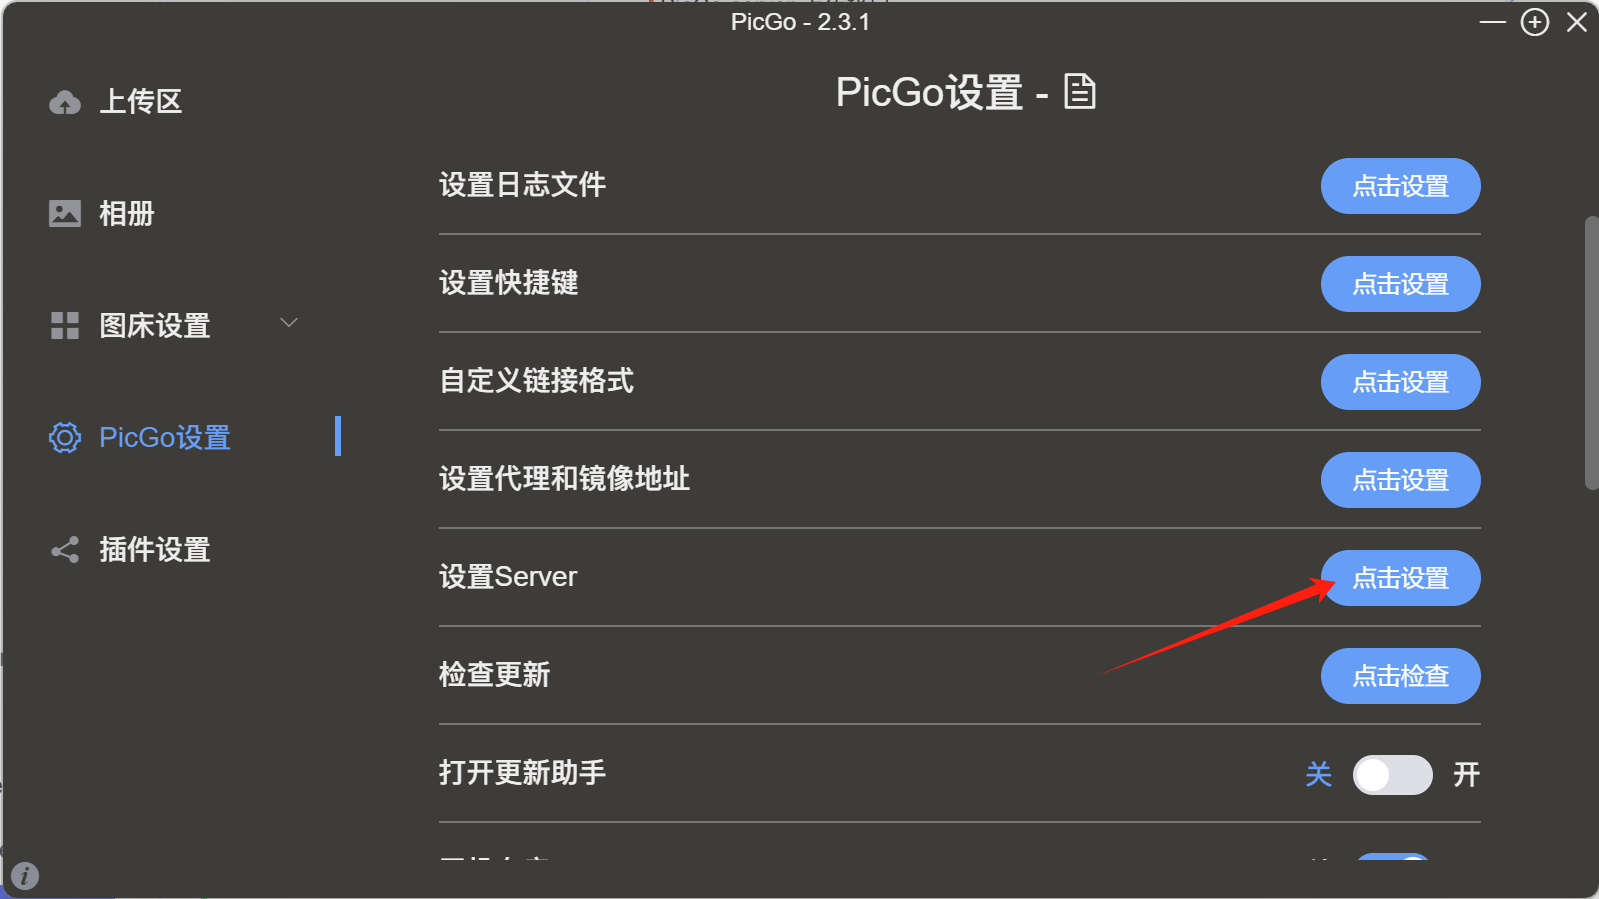 PicGo - 2.3.1
上传区
相册
图床设置
PicGo设置
插件设置
PicGo设置 -
设置日志文件 点击设置
设置快捷键 点击设置
自定义链接格式 点击设置
设置代理和镜像地址 点击设置
设置Server 点击设置
检查更新 点击检查
打开更新助手 关 开